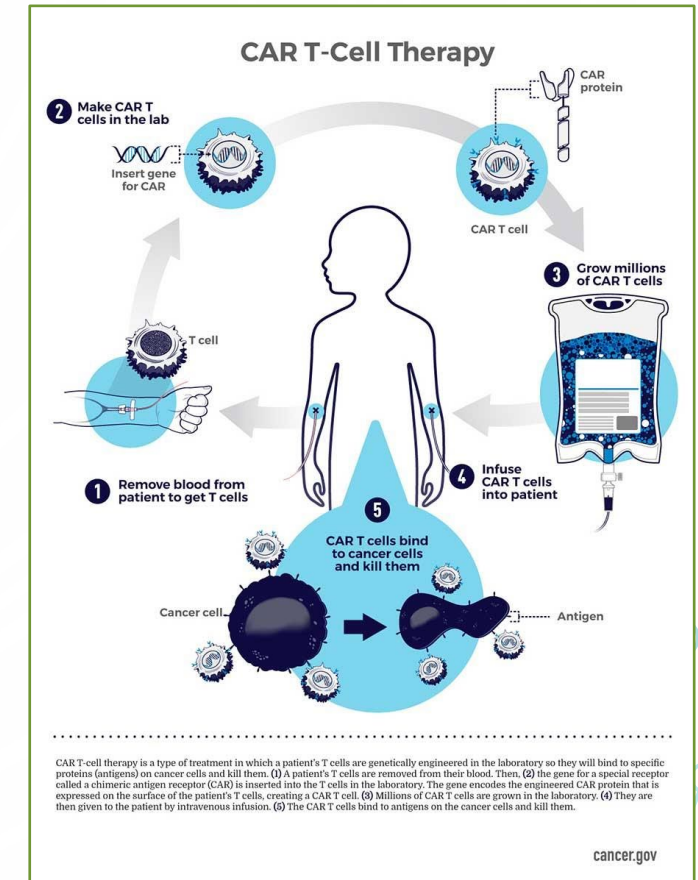 CAR T-Cell Therapy
CAR
protein
2 Make CAR T
cells in the lab
Insert gene
for CAR
CAR T cell
3 Grow millions
of CAR T cells
T cell
1 Remove blood from
patient to get T cells
4 Infuse
CAR T cells
into patient
5
CAR T cells bind
to cancer cells
and kill them
Cancer cell
Antigen
CAR T-cell therapy is a type of treatment in which a patient's T cells are genetically engineered in the laboratory so they will bind to specific
proteins (antigens) on cancer cells and kill them. (1) A patient's T cells are removed from their blood. Then, (2) the gene for a special receptor
called a chimeric antigen receptor (CAR) is inserted into the T cells in the laboratory. The gene encodes the engineered CAR protein that is
expressed on the surface of the patient's T cells, creating a CAR T cell. (3) Millions of CAR T cells are grown in the laboratory. (4) They are
then given to the patient by intravenous infusion. (5) The CAR T cells bind to antigens on the cancer cells and kill them.
cancer.gov